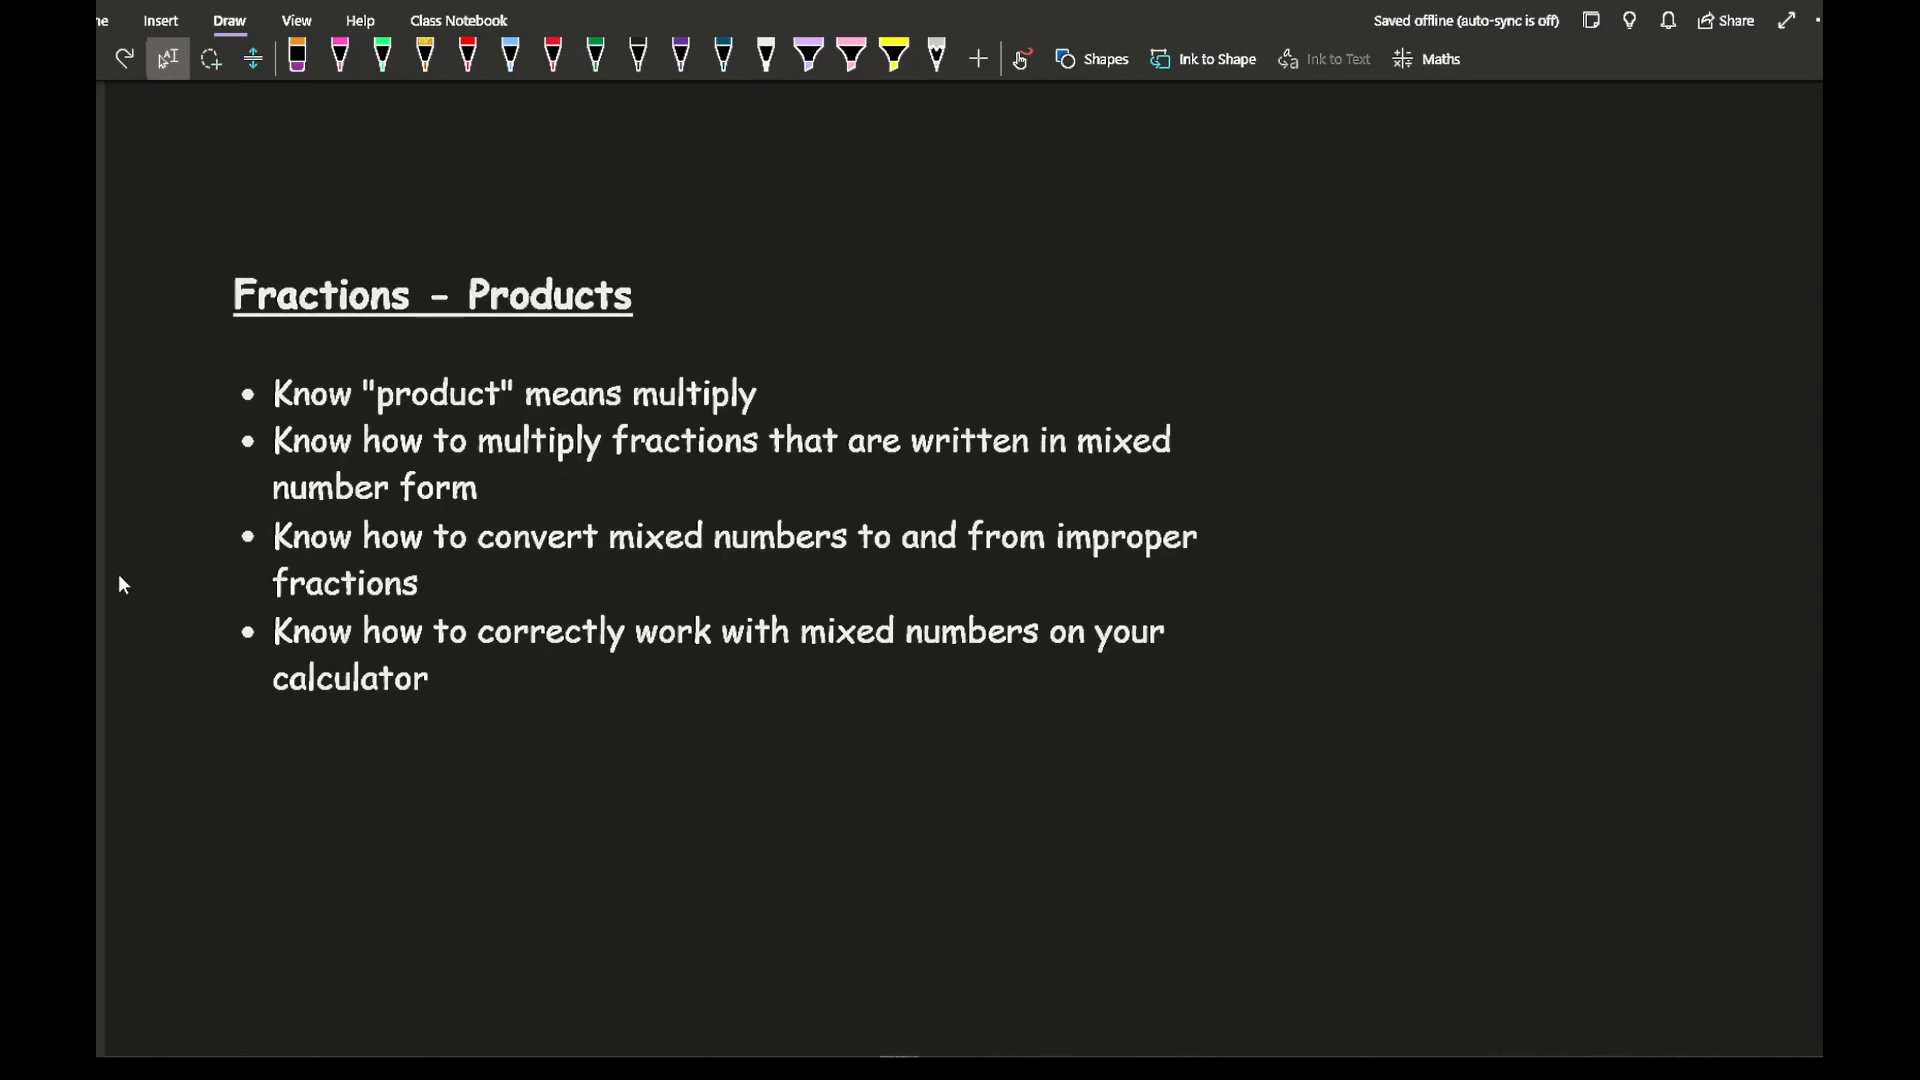 ne Insert Draw View Help Class Notebook Saved offline (auto-sync is off) Share
Shapes Ink to Shape Ink to Text Maths
Fractions - Products
• Know "product" means multiply
• Know how to multiply fractions that are written in mixed
number form
• Know how to convert mixed numbers to and from improper
fractions
• Know how to correctly work with mixed numbers on your
calculator